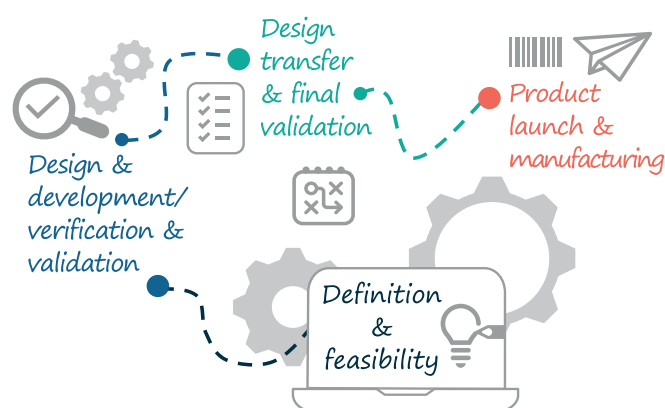 Design
transfer
& final
validation
Product
launch &
manufacturing
Design &
development/
verification &
validation
Definition
&
feasibility